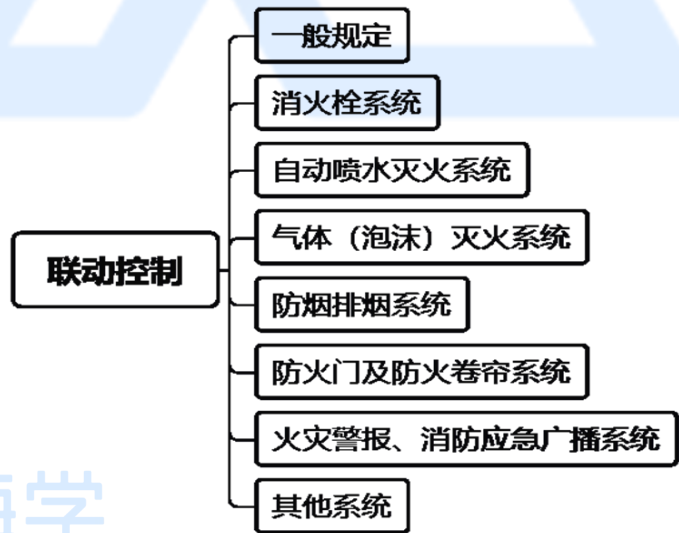 一般规定
消火栓系统
自动喷水灭火系统
气体（泡沫）灭火系统
联动控制
防烟排烟系统
防火门及防火卷帘系统
火灾警报、消防应急广播系统
其他系统
学